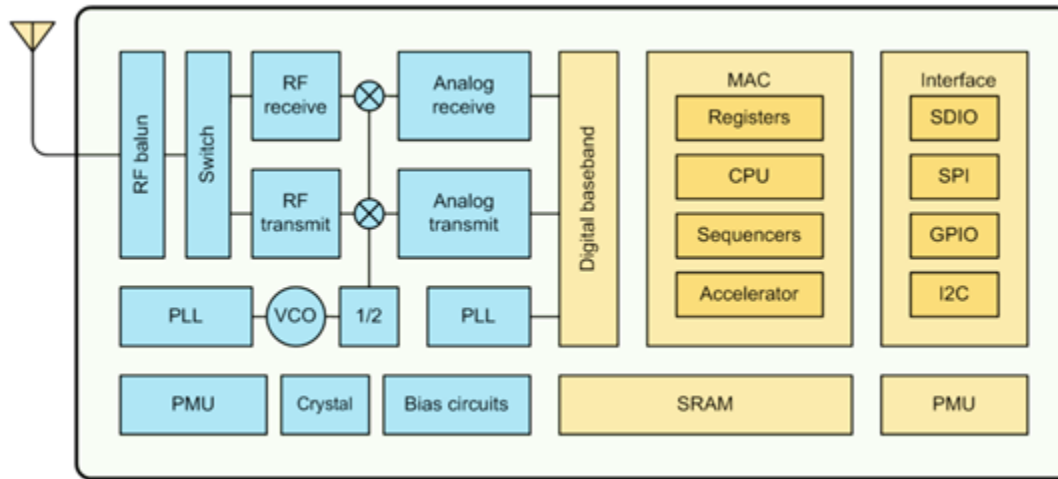 RF balun
Switch
RF
receive
Analog
receive
RF
transmit
Analog
transmit
PLL
VCO
1/2
PLL
Digital baseband
MAC
Registers
CPU
Sequencers
Accelerator
Interface
SDIO
SPI
GPIO
I2C
PMU
Crystal
Bias circuits
SRAM
PMU